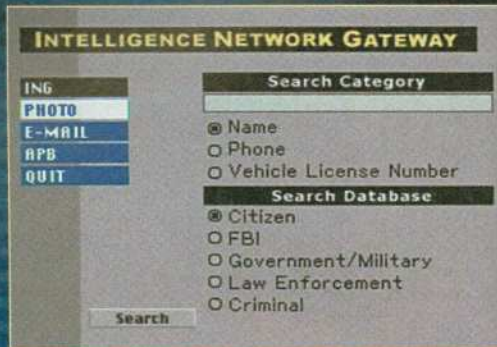 INTELLIGENCE NETWORK GATEWAY
ING
PHOTO
E-MAIL
APB
QUIT
Search Category
Name
Phone
Vehicle License Number
Search Database
Citizen
FBI
Government/Military
Law Enforcement
Criminal
Search